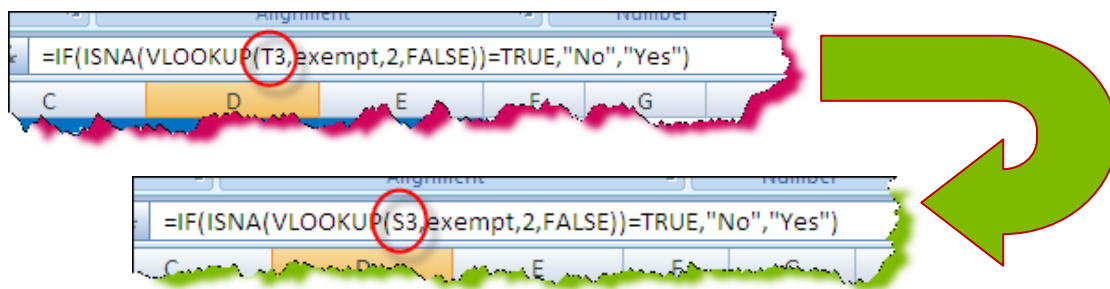 Alignment Number
=IF(ISNA(VLOOKUP(T3,exempt,2,FALSE))=TRUE,"No","Yes")
C D E F G
Alignment Number
=IF(ISNA(VLOOKUP(S3,exempt,2,FALSE))=TRUE,"No","Yes")
C D E F G